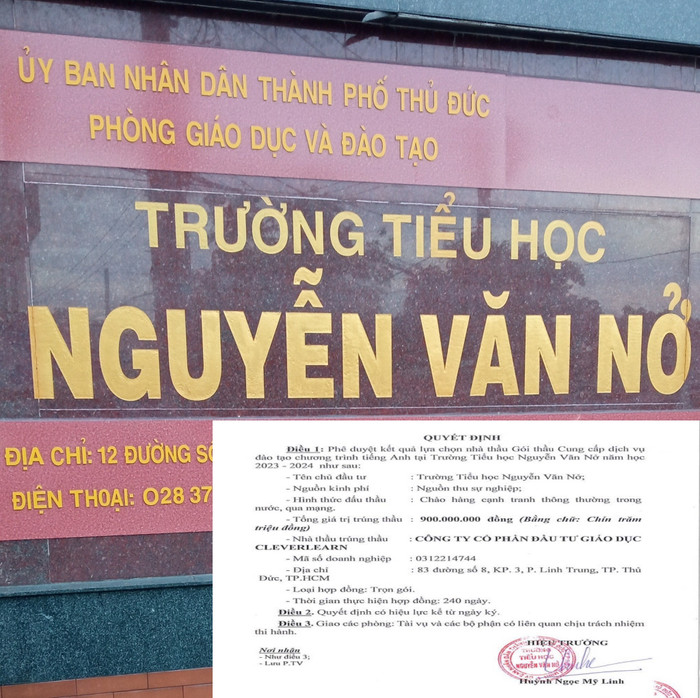 ỦY BAN NHÂN DÂN THÀNH PHỐ THỦ ĐỨC
PHÒNG GIÁO DỤC VÀ ĐÀO TẠO
TRƯỜNG TIỂU HỌC
NGUYỄN VĂN NỞ
ĐỊA CHỈ: 12 ĐƯỜNG SỐ
ĐIỆN THOẠI: 028 37
QUYẾT ĐỊNH
Điều 1: Phê duyệt kết quả lựa chọn nhà thầu Gói thầu Cung cấp dịch vụ
đào tạo chương trình tiếng Anh tại Trường Tiểu học Nguyễn Văn Nở năm học
2023 - 2024 như sau:
- Tên chủ đầu tư : Trường Tiểu học Nguyễn Văn Nở;
- Nguồn kinh phí : Nguồn thu sự nghiệp;
- Hình thức đấu thầu : Chào hàng cạnh tranh thông thường trong
nước, qua mạng.
- Tổng giá trị trúng thầu : 900.000.000 đồng (Bằng chữ: Chín trăm
triệu đồng)
- Nhà thầu trúng thầu : CÔNG TY CỔ PHẦN ĐẦU TƯ GIÁO DỤC
CLEVERLEARN
- Mã số doanh nghiệp : 0312214744
- Địa chỉ : 83 đường số 8, KP. 3, P. Linh Trung, TP. Thủ
Đức, TP.HCM
- Loại hợp đồng: Trọn gói.
- Thời gian thực hiện hợp đồng: 240 ngày.
Điều 2. Quyết định có hiệu lực kể từ ngày ký.
Điều 3. Giao các phòng: Tài vụ và các bộ phận có liên quan chịu trách nhiệm
thi hành.
HIỆU TRƯỞNG
Nơi nhận
- Như điều 3;
- Lưu P.TV
TRƯỜNG
TIỂU HỌC
NGUYỄN VĂN NỞ
Huỳnh Ngọc Mỹ Linh